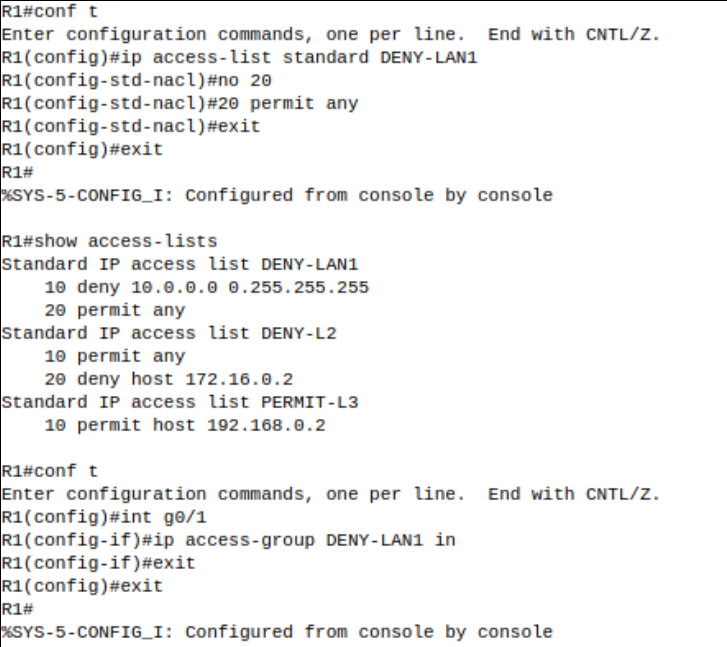 R1#conf t
Enter configuration commands, one per line.  End with CNTL/Z.
R1(config)#ip access-list standard DENY-LAN1
R1(config-std-nacl)#no 20
R1(config-std-nacl)#20 permit any
R1(config-std-nacl)#exit
R1(config)#exit
R1#
%SYS-5-CONFIG_I: Configured from console by console

R1#show access-lists
Standard IP access list DENY-LAN1
    10 deny 10.0.0.0 0.255.255.255
    20 permit any
Standard IP access list DENY-L2
    10 permit any
    20 deny host 172.16.0.2
Standard IP access list PERMIT-L3
    10 permit host 192.168.0.2

R1#conf t
Enter configuration commands, one per line.  End with CNTL/Z.
R1(config)#int g0/1
R1(config-if)#ip access-group DENY-LAN1 in
R1(config-if)#exit
R1(config)#exit
R1#
%SYS-5-CONFIG_I: Configured from console by console